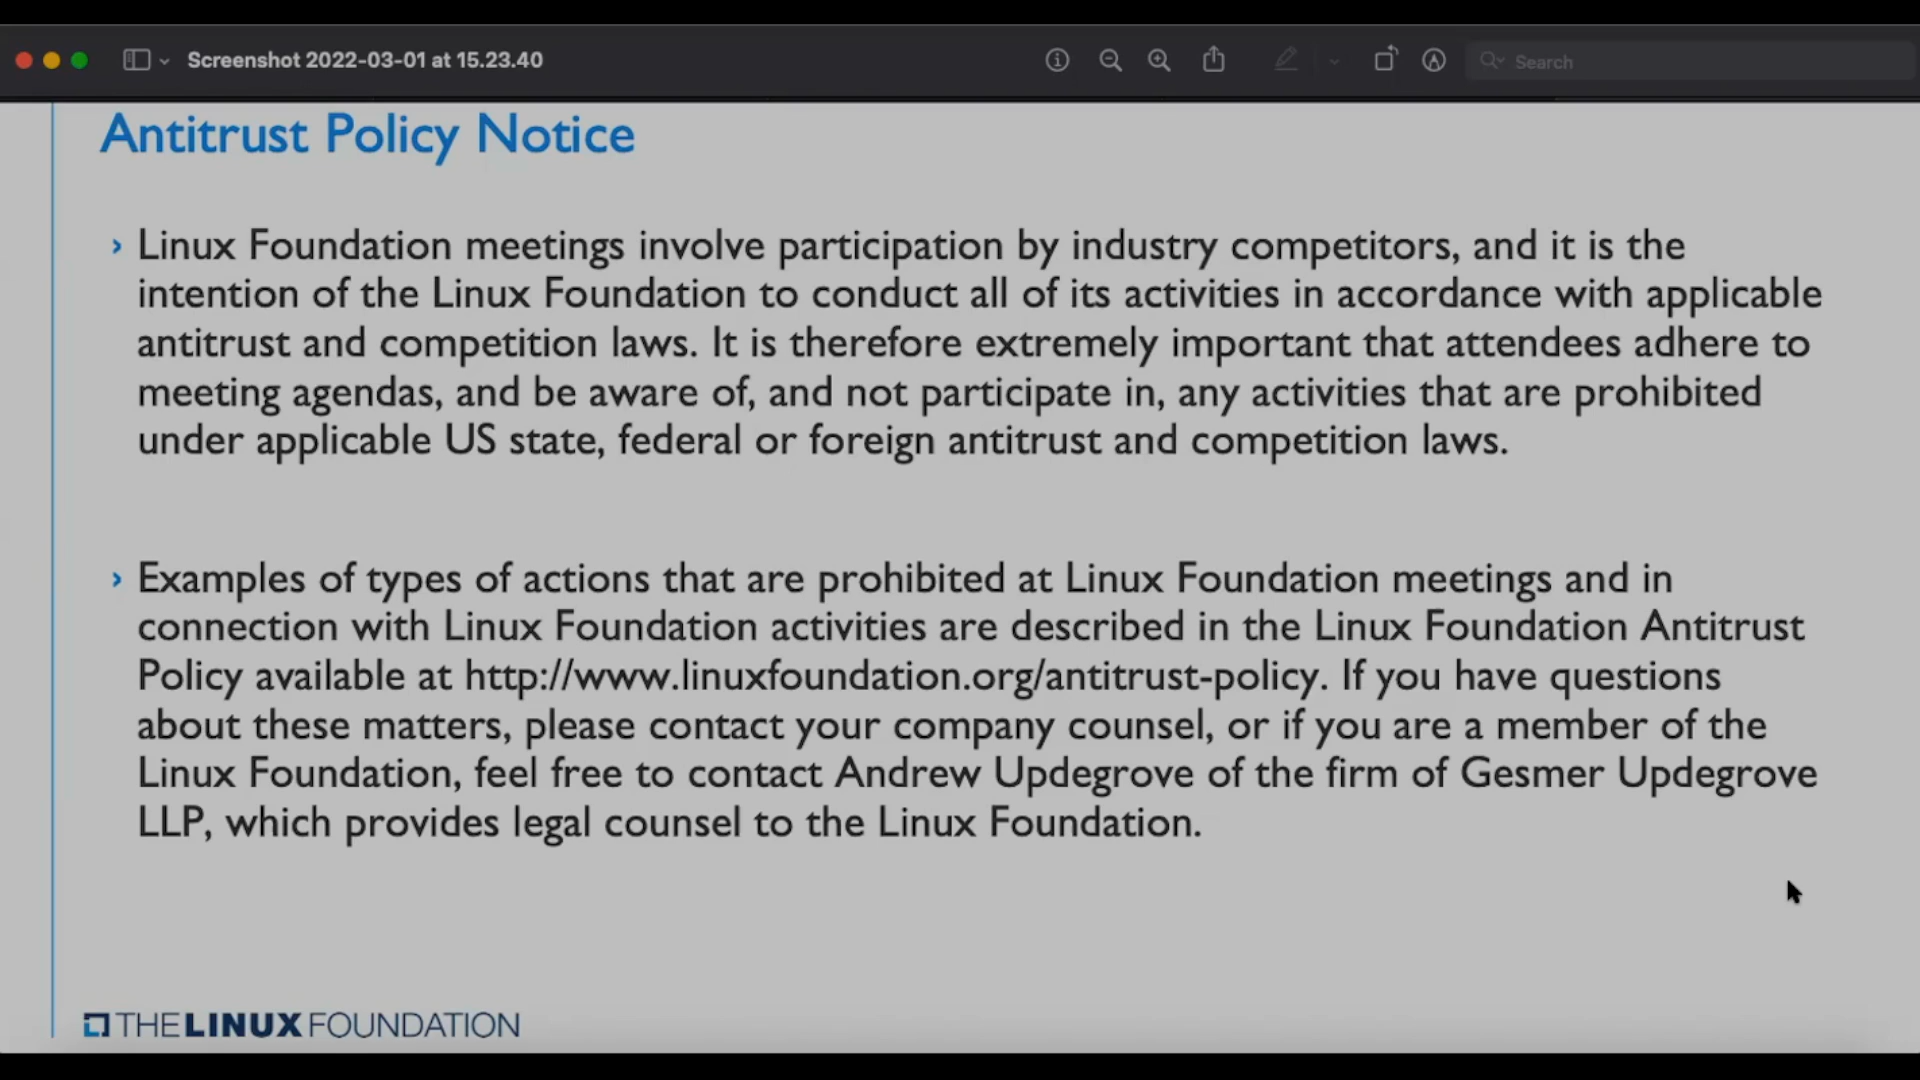 Screenshot 2022-03-01 at 15.23.40
Search
Antitrust Policy Notice
› Linux Foundation meetings involve participation by industry competitors, and it is the
intention of the Linux Foundation to conduct all of its activities in accordance with applicable
antitrust and competition laws. It is therefore extremely important that attendees adhere to
meeting agendas, and be aware of, and not participate in, any activities that are prohibited
under applicable US state, federal or foreign antitrust and competition laws.
› Examples of types of actions that are prohibited at Linux Foundation meetings and in
connection with Linux Foundation activities are described in the Linux Foundation Antitrust
Policy available at http://www.linuxfoundation.org/antitrust-policy. If you have questions
about these matters, please contact your company counsel, or if you are a member of the
Linux Foundation, feel free to contact Andrew Updegrove of the firm of Gesmer Updegrove
LLP, which provides legal counsel to the Linux Foundation.
THE LINUX FOUNDATION